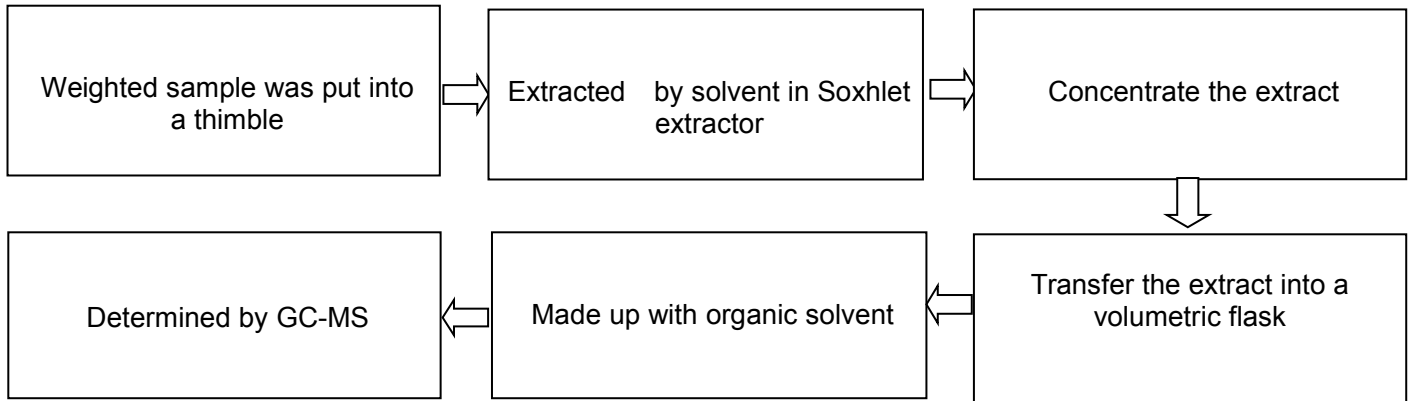 Weighted sample was put into
a thimble
Extracted by solvent in Soxhlet
extractor
Concentrate the extract
Transfer the extract into a
volumetric flask
Made up with organic solvent
Determined by GC-MS